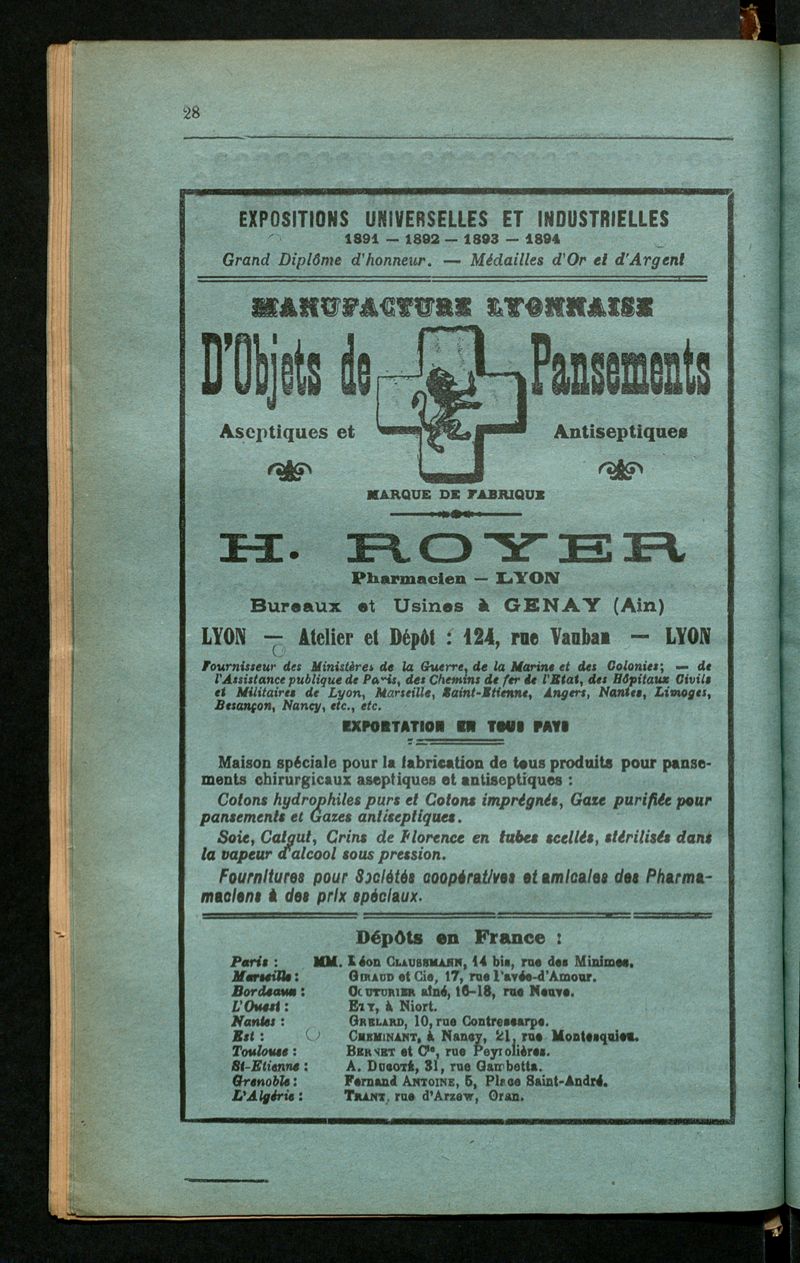 28
EXPOSITIONS UNIVERSELLES ET INDUSTRIELLES
1891 — 1892 — 1893 — 1894
Grand Diplôme d'honneur. — Médailles d'Or et d'Argent
MANUFACTURE LYONNAISE
D'Objets de Pansements
Aseptiques et Antiseptiques
MARQUE DE FABRIQUE
H. ROYER
Pharmacien — LYON
Bureaux et Usines à GENAY (Ain)
LYON — Atelier et Dépôt : 124, rue Vauban — LYON
Fournisseur des Ministères de la Guerre, de la Marine et des Colonies; — de
l'Assistance publique de Paris, des Chemins de fer de l'Etat, des Hôpitaux Civils
et Militaires de Lyon, Marseille, Saint-Etienne, Angers, Nantes, Limoges,
Besançon, Nancy, etc., etc.
EXPORTATION EN TOUS PAYS
Maison spéciale pour la fabrication de tous produits pour panse-
ments chirurgicaux aseptiques et antiseptiques :
Cotons hydrophiles purs et Cotons imprégnés, Gaze purifiée pour
pansements et Gazes antiseptiques.
Soie, Catgut, Crins de Florence en tubes scellés, stérilisés dans
la vapeur d'alcool sous pression.
Fournitures pour Sociétés coopératives et amicales des Pharma-
maciens à des prix spéciaux.
Dépôts en France :
Paris : MM. Léon CLAUSSMANN, 14 bis, rue des Minimes.
Marseille : GIRAUD et Cie, 17, rue Pavée-d'Amour.
Bordeaux : COUTURIER aîné, 16-18, rue Neuve.
L'Ouest : , à Niort.
Nantes : GRELARD, 10, rue Contrescarpe.
Est : CHEMINANT, à Nancy, 21, rue Montesquieu.
Toulouse : BERNET et Cie, rue Peyrolières.
St-Etienne : A. DUCOTÉ, 31, rue Gambetta.
Grenoble : Fernand ANTOINE, 5, Place Saint-André.
L'Algérie : TRANT, rue d'Arzew, Oran.